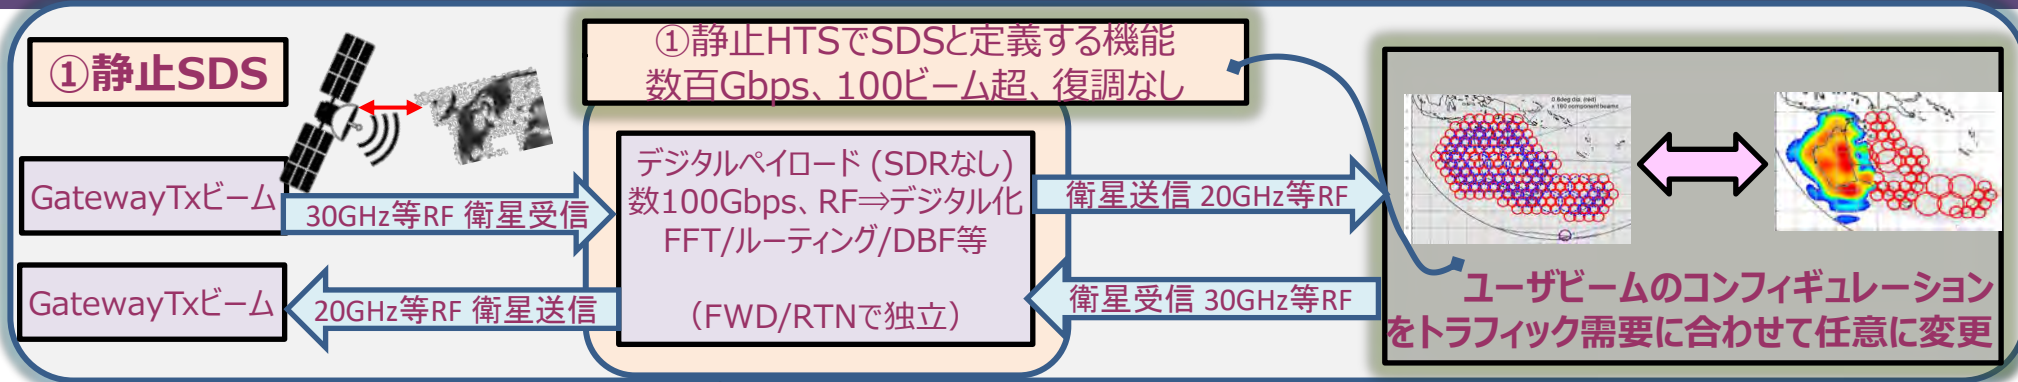 ①静止SDS
①静止HTSでSDSと定義する機能
数百Gbps、100ビーム超、復調なし
GatewayTxビーム
30GHz等RF 衛星受信
デジタルペイロード (SDRなし)
数100Gbps、RF⇒デジタル化
FFT/ルーティング/DBF等
(FWD/RTNで独立)
衛星送信 20GHz等RF
GatewayTxビーム
20GHz等RF 衛星送信
衛星受信 30GHz等RF
0.6deg dia. (red)
x 190 component beams
ユーザビームのコンフィギュレーション
をトラフィック需要に合わせて任意に変更